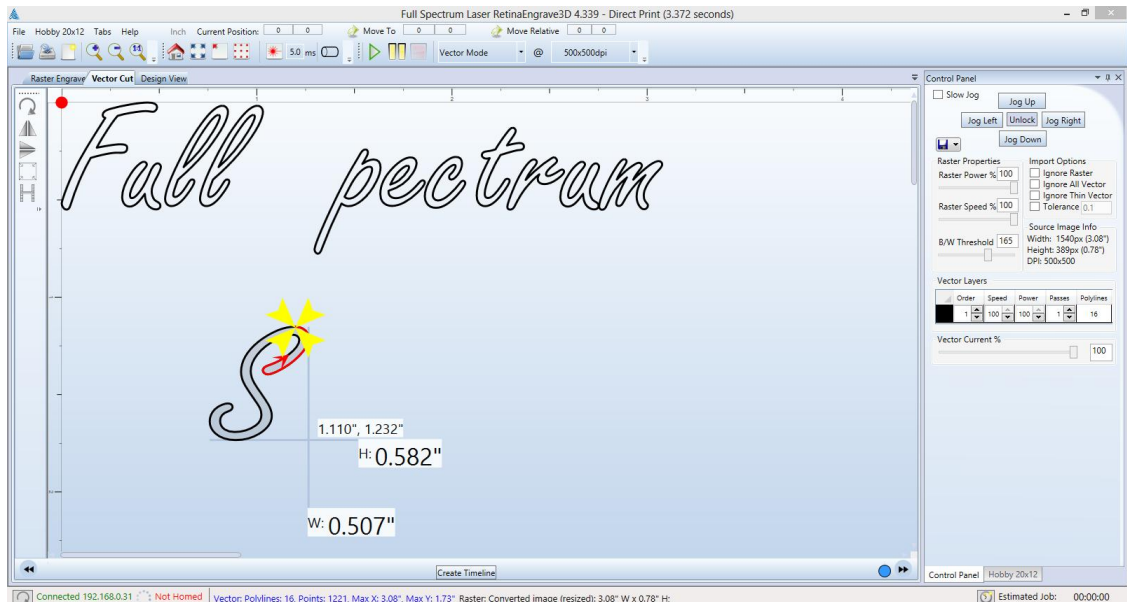 Full Spectrum Laser RetinaEngrave3D 4.339 - Direct Print (3.372 seconds)
File Hobby 20x12 Tabs Help Inch Current Position: 0 0 Move To 0 0 Move Relative 0 0
5.0 ms Vector Mode @ 500x500dpi
Raster Engrave Vector Cut Design View
1 2 3 4
Full pectrum
S
1.110", 1.232"
H: 0.582"
W: 0.507"
Create Timeline
Control Panel
Slow Jog
Jog Up
Jog Left Unlock Jog Right
Jog Down
Raster Properties
Raster Power % 100
Raster Speed % 100
B/W Threshold 165
Import Options
Ignore Raster
Ignore All Vector
Ignore Thin Vector
Tolerance 0.1
Source Image Info
Width: 1540px (3.08")
Height: 389px (0.78")
DPI: 500x500
Vector Layers
Order Speed Power Passes Polylines
1 100 100 1 16
Vector Current %
100
Control Panel Hobby 20x12
Connected 192.168.0.31 Not Homed Vector: Polylines: 16, Points: 1221, Max X: 3.08", Max Y: 1.73" Raster: Converted image (resized): 3.08" W x 0.78" H: Estimated Job: 00:00:00